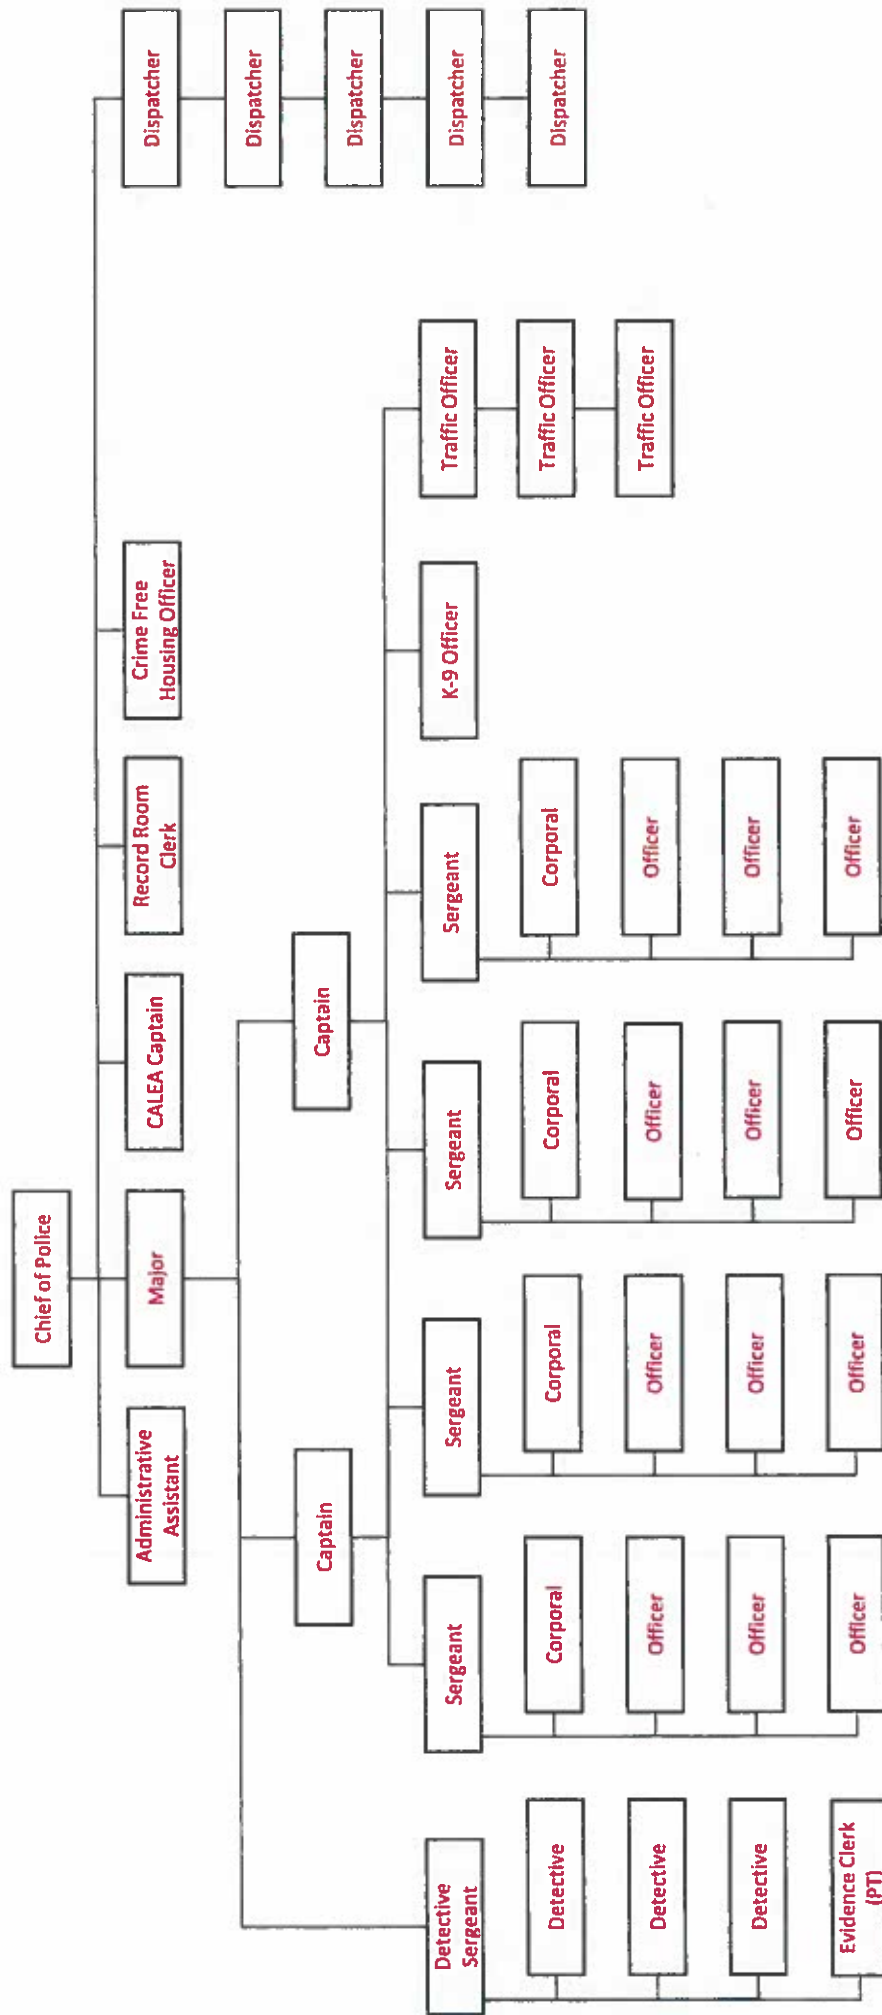 Chief of Police
Administrative
Assistant
Major
CALEA Captain
Record Room
Clerk
Crime Free
Housing Officer
Dispatcher
Dispatcher
Dispatcher
Dispatcher
Dispatcher
Captain
Captain
Detective
Sergeant
Sergeant
Sergeant
Sergeant
Sergeant
K-9 Officer
Traffic Officer
Traffic Officer
Traffic Officer
Detective
Detective
Detective
Evidence Clerk
(PT)
Corporal
Officer
Officer
Officer
Corporal
Officer
Officer
Officer
Corporal
Officer
Officer
Officer
Corporal
Officer
Officer
Officer